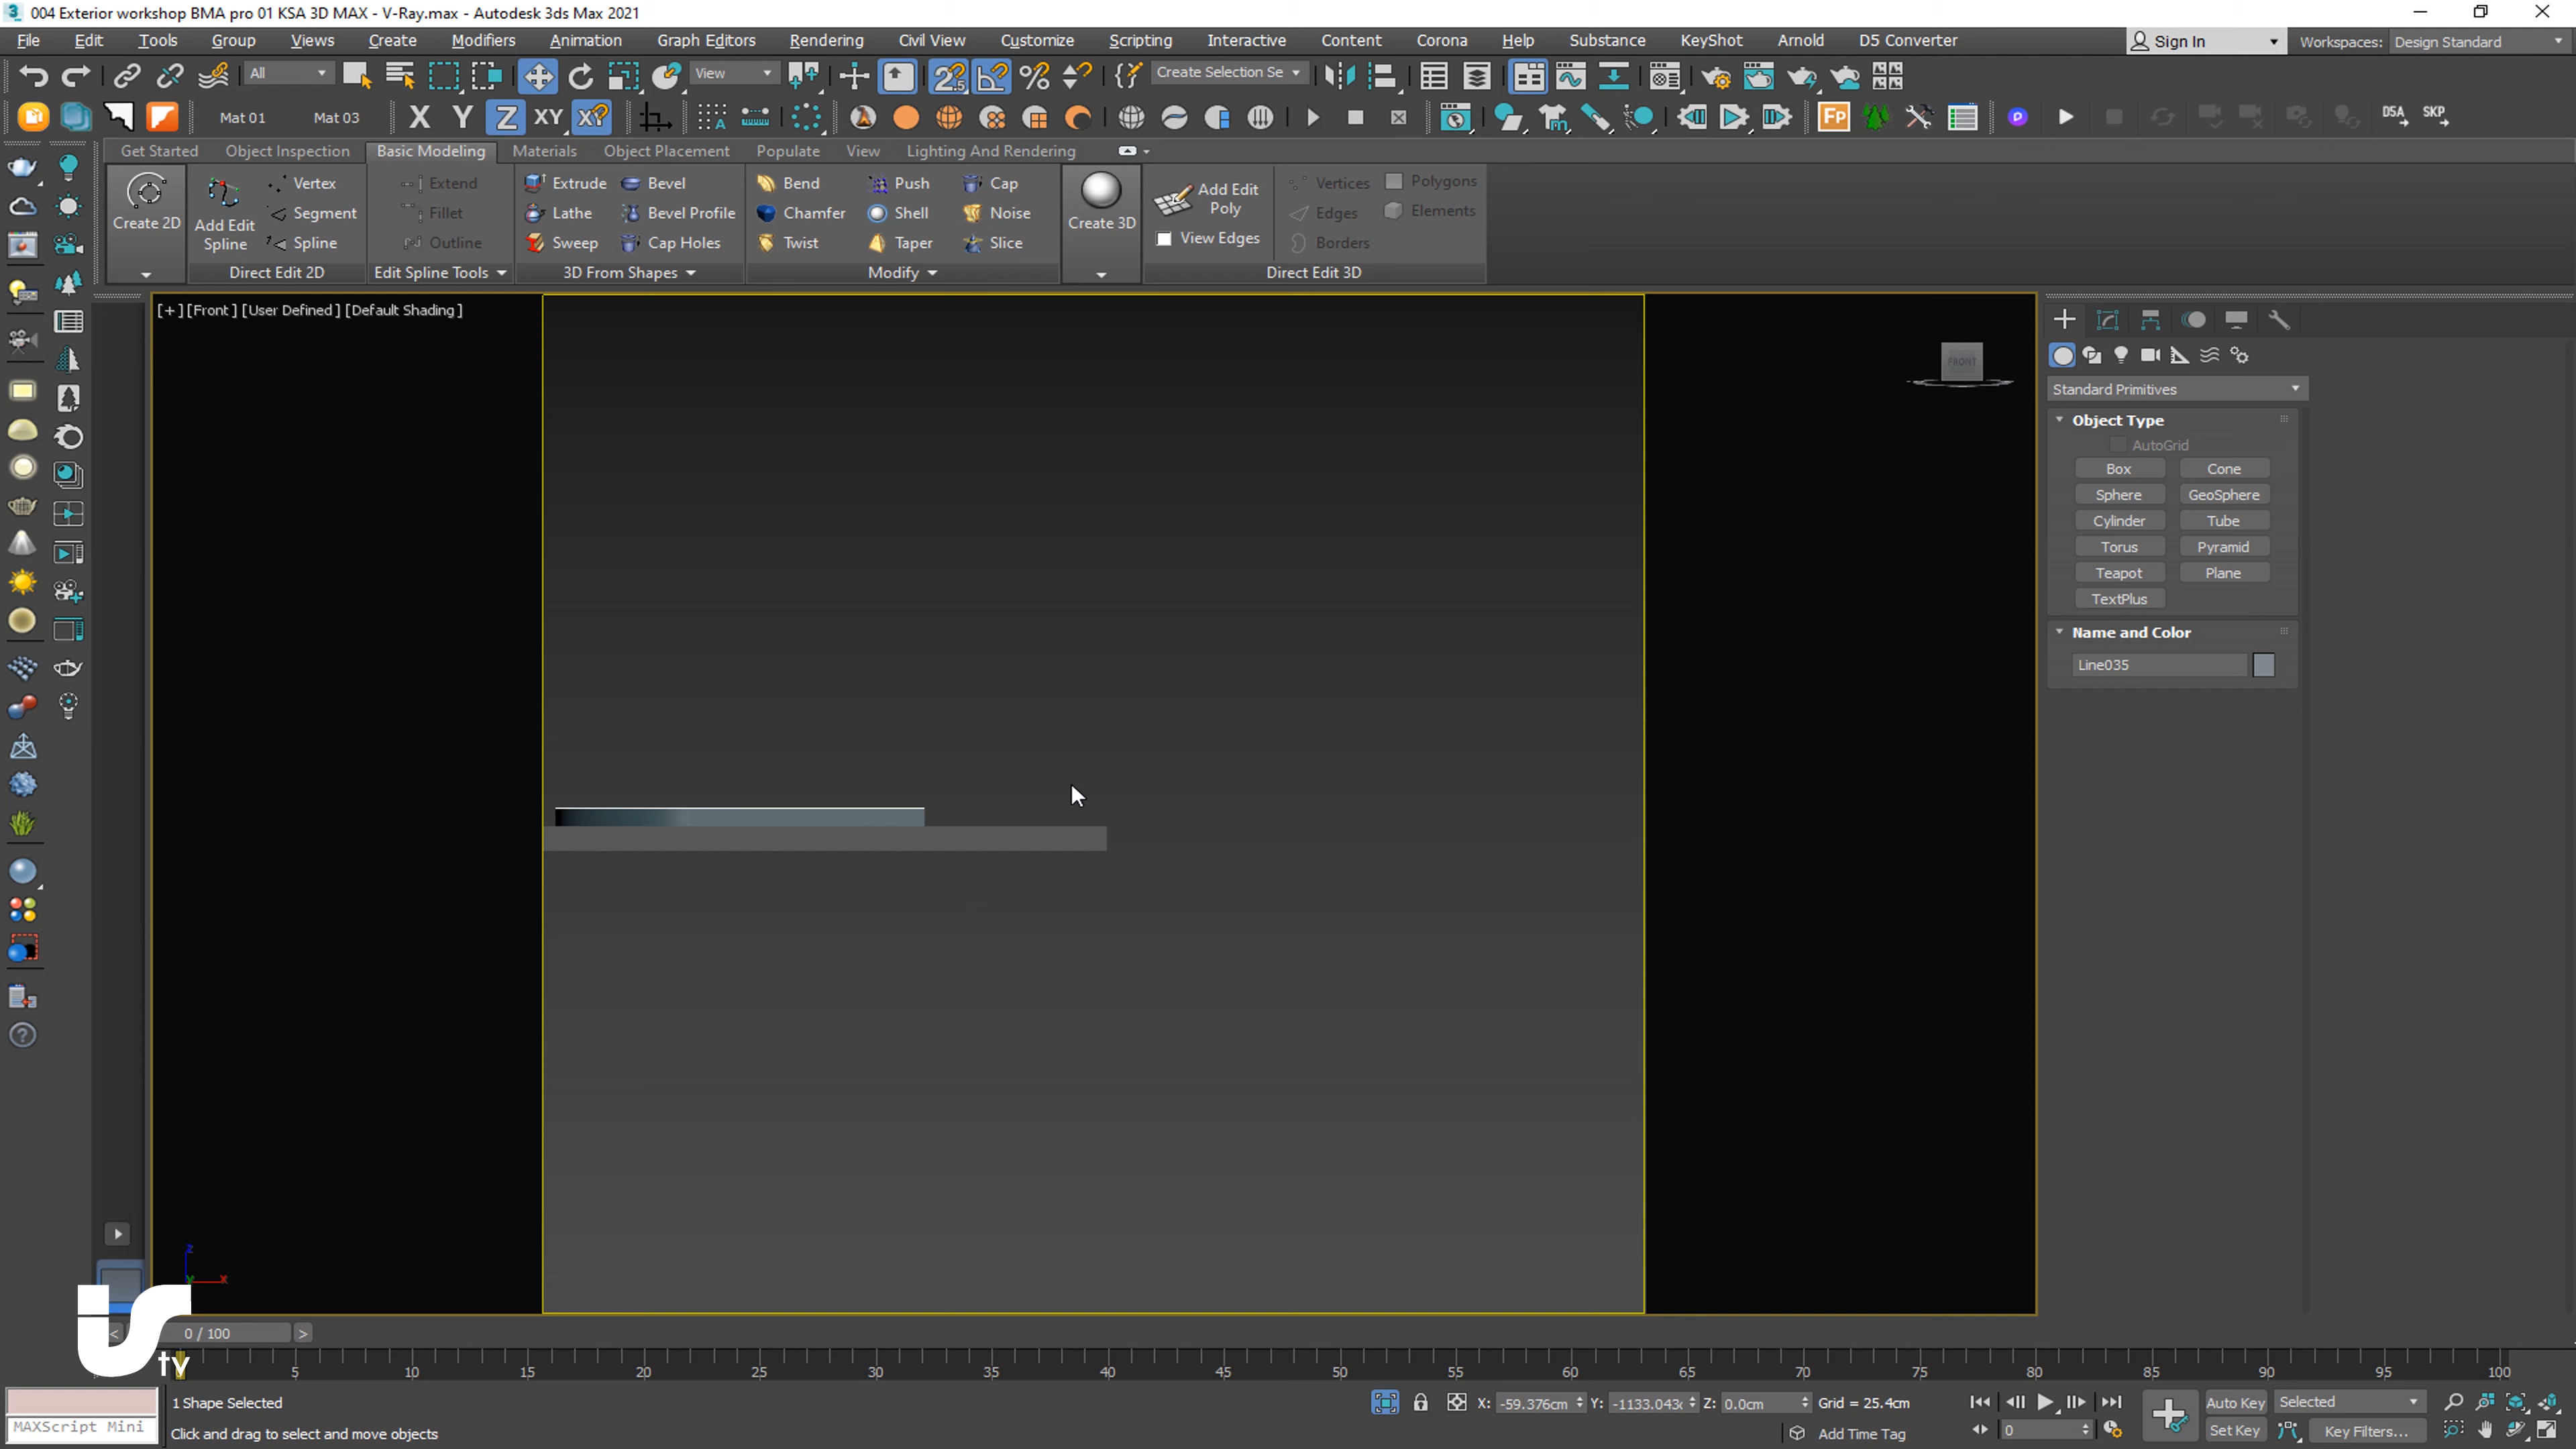 004 Exterior workshop BMA pro 01 KSA 3D MAX - V-Ray.max - Autodesk 3ds Max 2021
File Edit Tools Group Views Create Modifiers Animation Graph Editors Rendering Civil View Customize Scripting Interactive Content Corona Help Substance KeyShot Arnold D5 Converter Sign In Workspaces: Design Standard
All View Create Selection Se
Mat 01 Mat 03 X Y Z XY XY Fp D5A SKP
Get Started Object Inspection Basic Modeling Materials Object Placement Populate View Lighting And Rendering
Create 2D Add Edit Spline Vertex Segment Spline Extend Fillet Outline
Extrude Bevel Lathe Bevel Profile Sweep Cap Holes
Bend Push Cap Chamfer Shell Noise Twist Taper Slice
Create 3D Add Edit Poly View Edges Vertices Edges Borders Polygons Elements
Direct Edit 2D Edit Spline Tools 3D From Shapes Modify Direct Edit 3D
[+] [Front] [User Defined] [Default Shading]
FRONT
Standard Primitives
Object Type
AutoGrid
Box Cone
Sphere GeoSphere
Cylinder Tube
Torus Pyramid
Teapot Plane
TextPlus
Name and Color
Line035
z
x
tv
< 0 / 100 >
5 10 15 20 25 30 35 40 45 50 55 60 65 70 75 80 85 90 95 100
1 Shape Selected X: -59.376cm Y: -1133.043c Z: 0.0cm Grid = 25.4cm Auto Key Selected
MAXScript Mini Click and drag to select and move objects Add Time Tag 0 Set Key Key Filters...